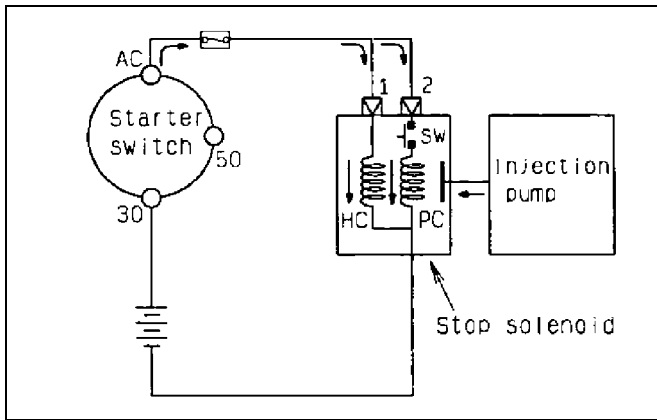 AC
Starter
switch
50
30
1
2
SW
HC
PC
Injection
pump
Stop solenoid